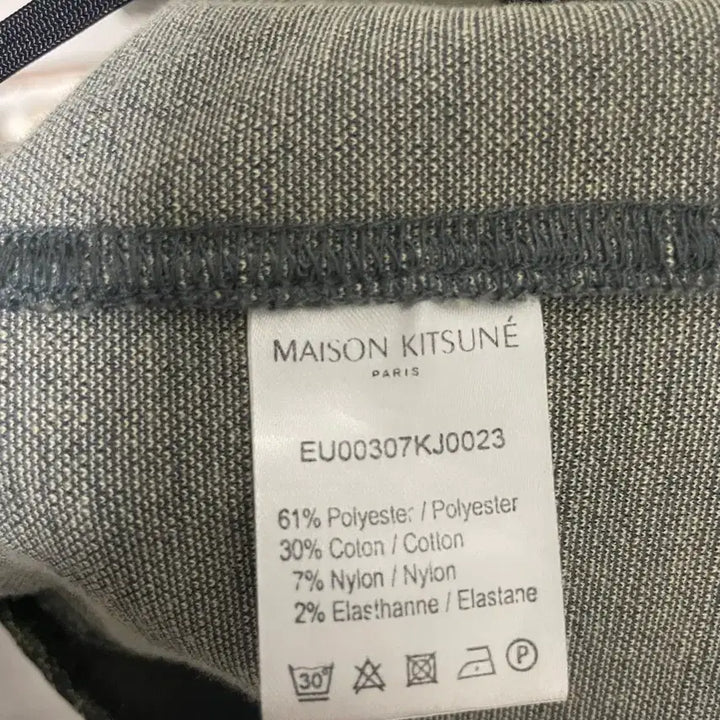 MAISON KITSUNÉ
PARIS
EU00307KJ0023
61% Polyester / Polyester
30% Coton / Cotton
7% Nylon / Nylon
2% Elasthanne / Elastane
30°
P